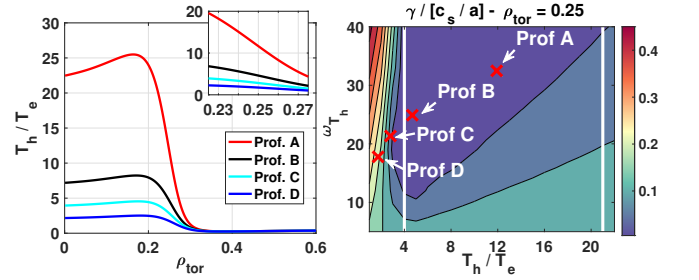 T_h / T_e
35
30
25
20
15
10
5
0
0
0.2
0.4
0.6
ρ_tor
20
10
0
0.23
0.25
0.27
Prof. A
Prof. B
Prof. C
Prof. D
γ / [c_s / a] - ρ_tor = 0.25
ω_T_h
40
30
20
10
4
8
12
16
20
T_h / T_e
Prof A
Prof B
Prof C
Prof D
0.4
0.3
0.2
0.1